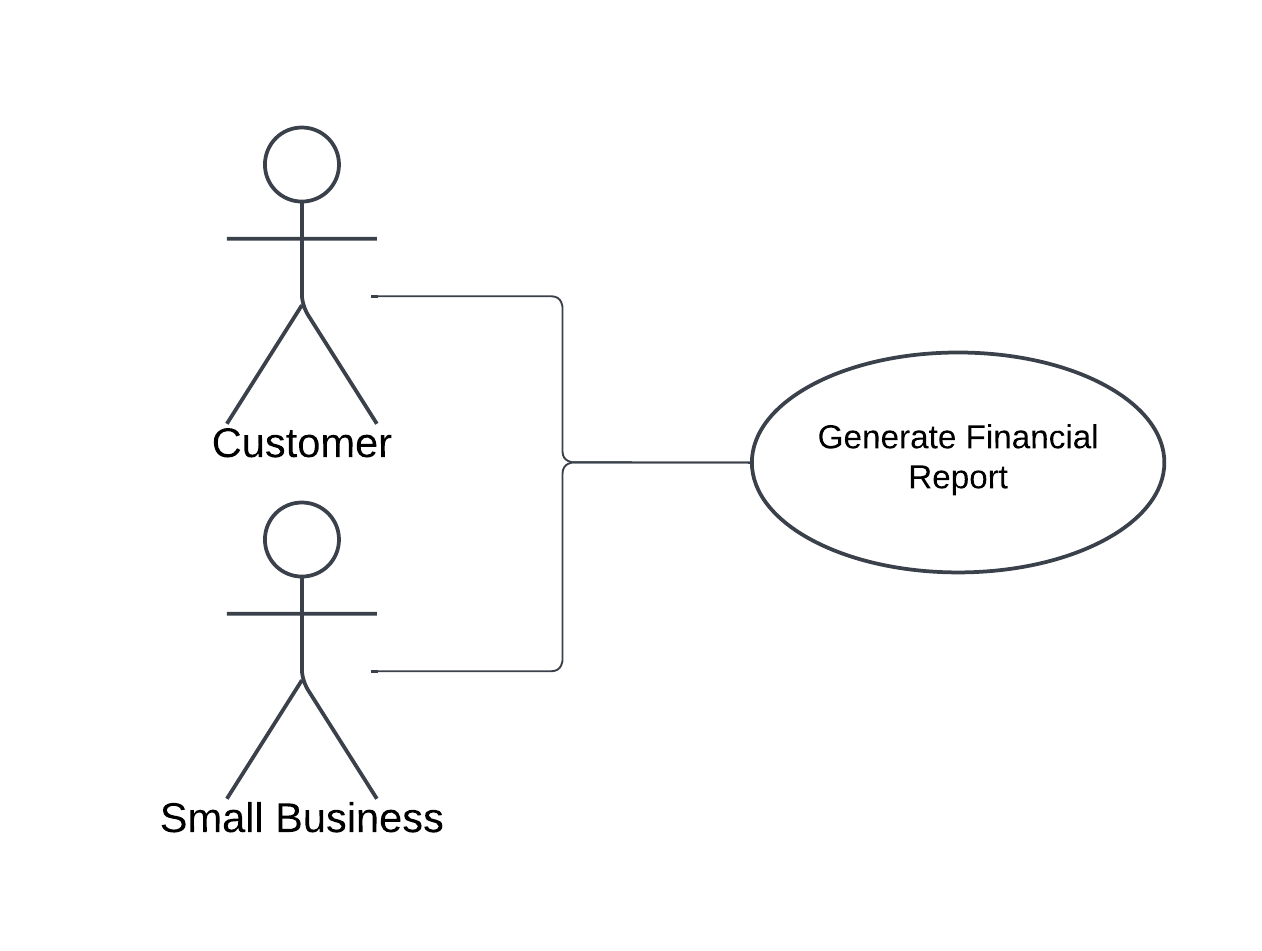 Customer
Generate Financial
Report
Small Business